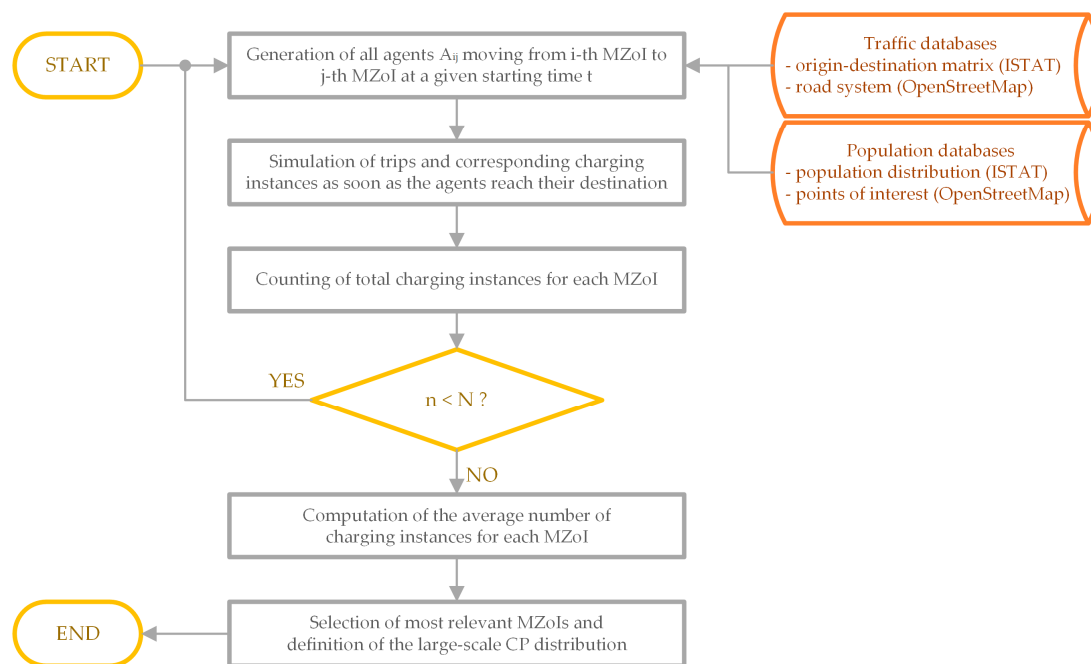 START
Generation of all agents Aᵢⱼ moving from i-th MZoI to
j-th MZoI at a given starting time t
Traffic databases
- origin-destination matrix (ISTAT)
- road system (OpenStreetMap)
Population databases
- population distribution (ISTAT)
- points of interest (OpenStreetMap)
Simulation of trips and corresponding charging
instances as soon as the agents reach their destination
Counting of total charging instances for each MZoI
YES
n < N ?
NO
Computation of the average number of
charging instances for each MZoI
Selection of most relevant MZoIs and
definition of the large-scale CP distribution
END